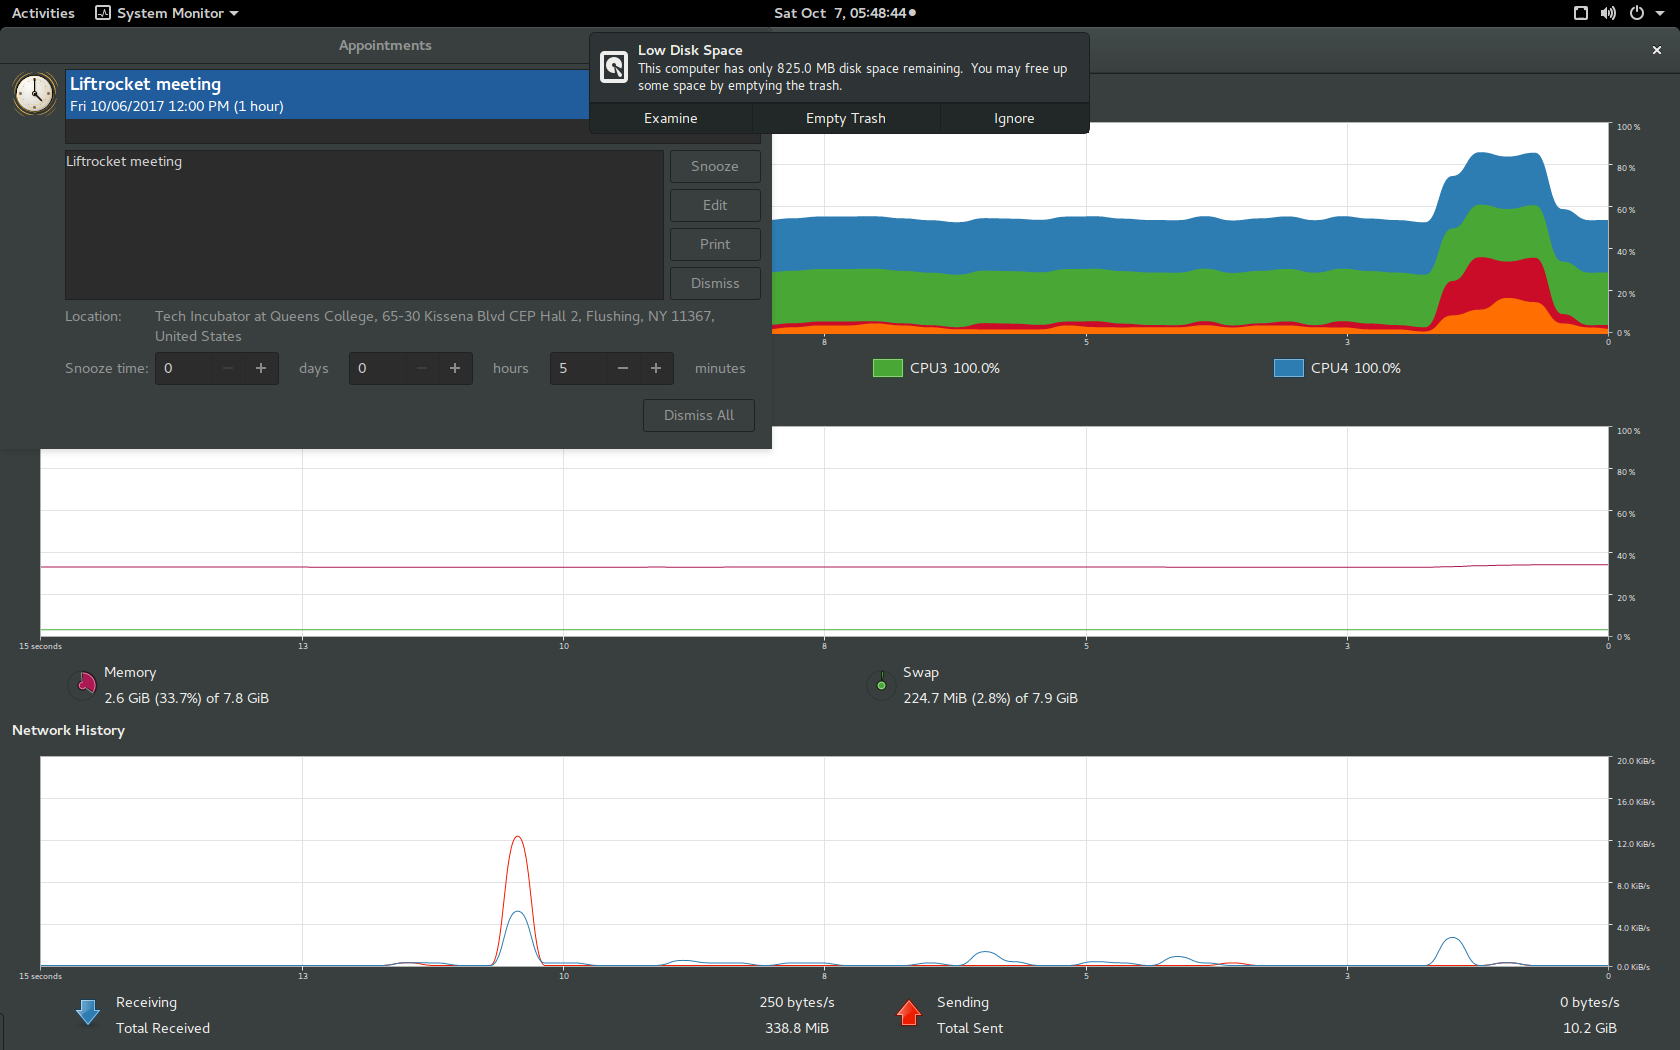 Activities
System Monitor
Sat Oct  7, 05:48:44
Appointments
Liftrocket meeting
Fri 10/06/2017 12:00 PM (1 hour)
Low Disk Space
This computer has only 825.0 MB disk space remaining.  You may free up
some space by emptying the trash.
Examine
Empty Trash
Ignore
Liftrocket meeting
Snooze
Edit
Print
Dismiss
Location:
Tech Incubator at Queens College, 65-30 Kissena Blvd CEP Hall 2, Flushing, NY 11367,
United States
Snooze time:
0
days
0
hours
5
minutes
Dismiss All
100 %
80 %
60 %
40 %
20 %
0 %
8
5
3
0
CPU3 100.0%
CPU4 100.0%
100 %
80 %
60 %
40 %
20 %
0 %
15 seconds
13
10
8
5
3
0
Memory
2.6 GiB (33.7%) of 7.8 GiB
Swap
224.7 MiB (2.8%) of 7.9 GiB
Network History
20.0 KiB/s
16.0 KiB/s
12.0 KiB/s
8.0 KiB/s
4.0 KiB/s
0.0 KiB/s
15 seconds
13
10
8
5
3
0
Receiving
250 bytes/s
Total Received
338.8 MiB
Sending
0 bytes/s
Total Sent
10.2 GiB